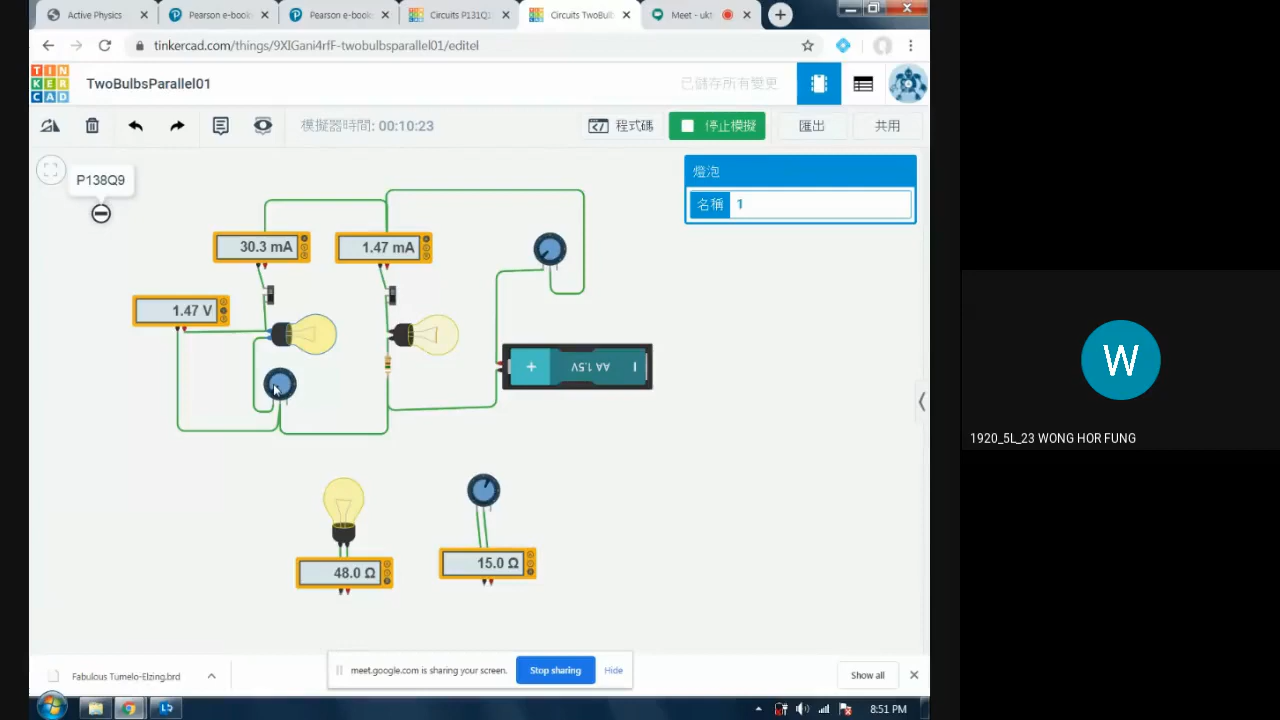 Active Physics
Pearson e-book
Pearson e-book
Circuits P131Q1
Circuits TwoBul
Meet - ukt
tinkercad.com/things/9XIGani4rfF-twobulbsparallel01/editel
TIN
KER
CAD
TwoBulbsParallel01
已儲存所有變更
模擬器時間: 00:10:23
程式碼
停止模擬
匯出
共用
P138Q9
燈泡
名稱 1
30.3 mA
1.47 mA
1.47 V
+ AA 1.5V
48.0 Ω
15.0 Ω
W
1920_5L_23 WONG HOR FUNG
meet.google.com is sharing your screen.
Stop sharing
Hide
Fabulous Tumelo-Elzing.brd
Show all
8:51 PM